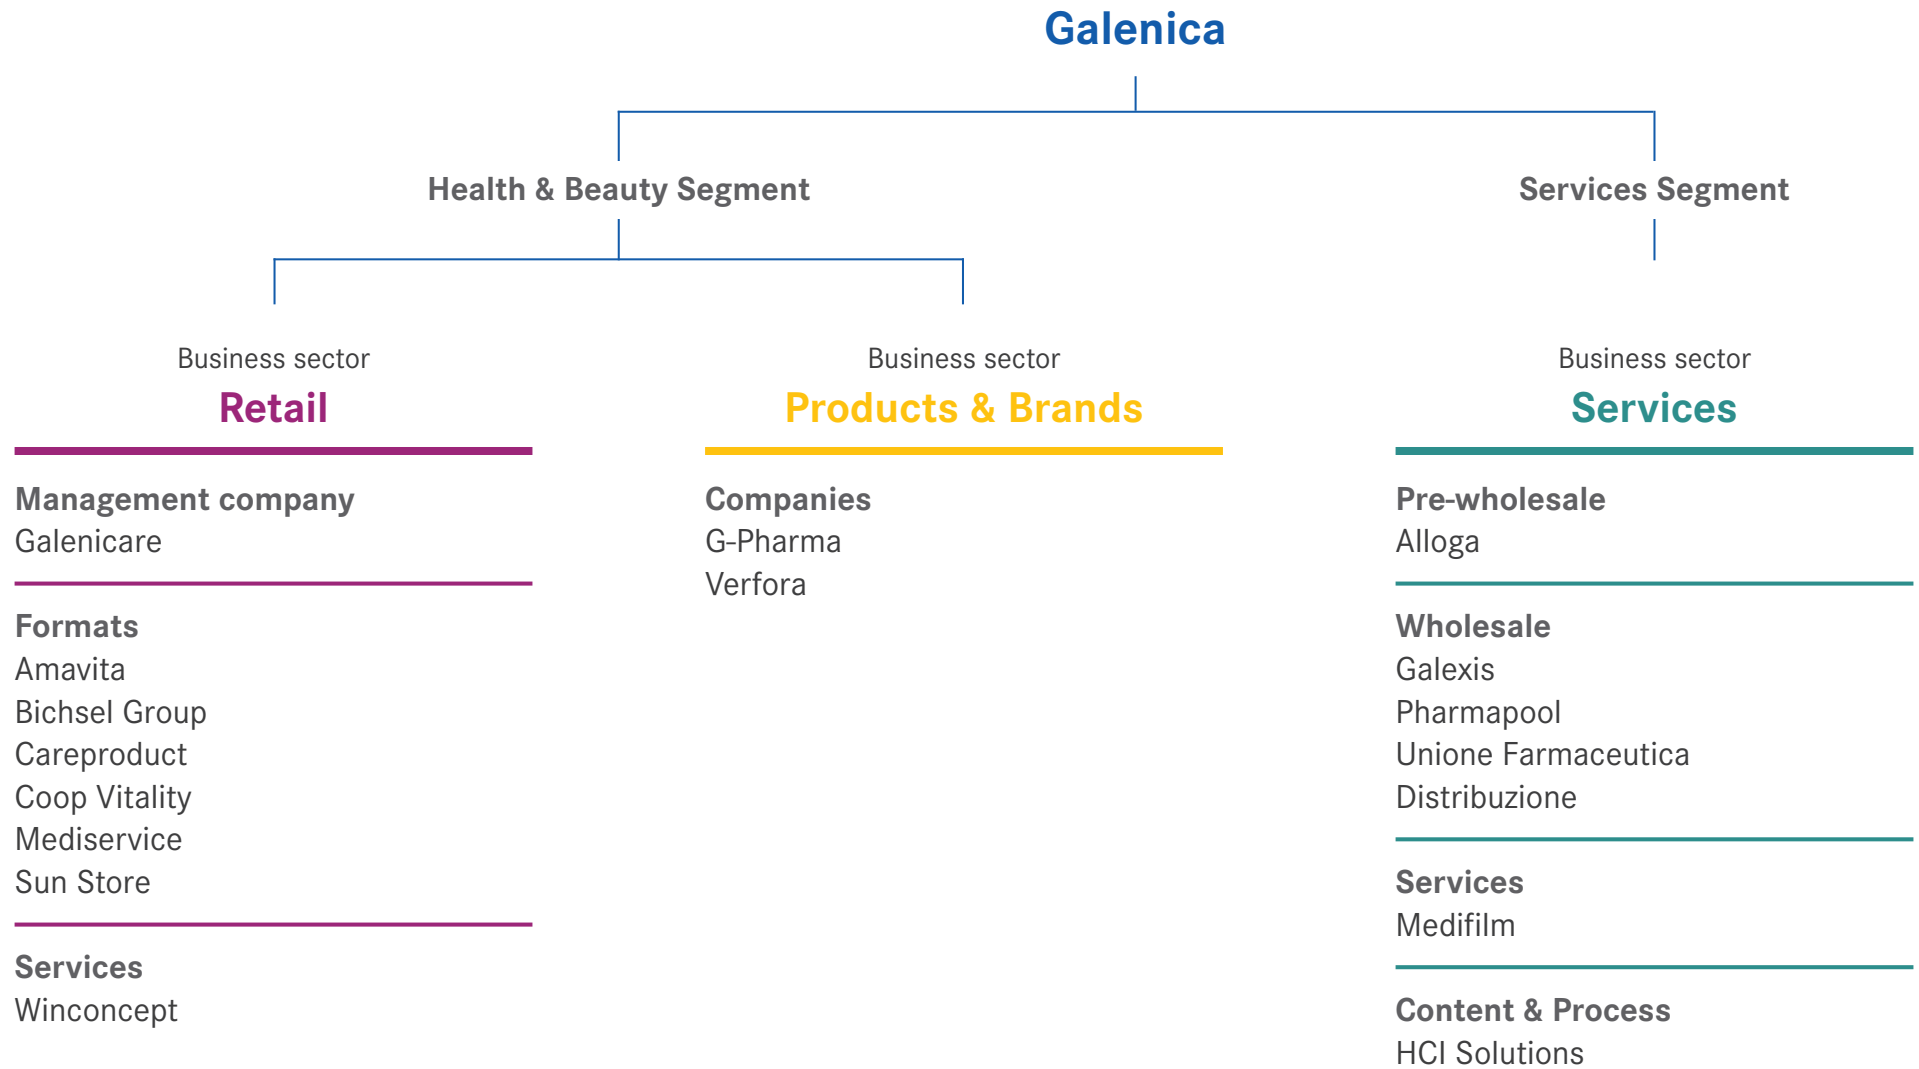 Galenica
Health & Beauty Segment
Services Segment
Business sector
Retail
Management company
Galenicare
Formats
Amavita
Bichsel Group
Careproduct
Coop Vitality
Mediservice
Sun Store
Services
Winconcept
Business sector
Products & Brands
Companies
G-Pharma
Verfora
Business sector
Services
Pre-wholesale
Alloga
Wholesale
Galexis
Pharmapool
Unione Farmaceutica
Distribuzione
Services
Medifilm
Content & Process
HCI Solutions